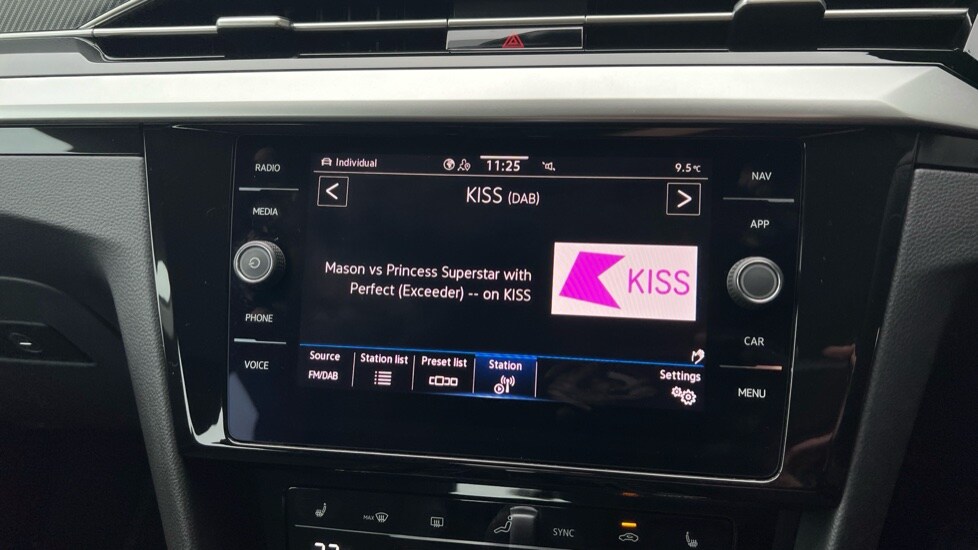 RADIO
MEDIA
PHONE
VOICE
Individual
11:25
9.5°C
KISS (DAB)
Mason vs Princess Superstar with
Perfect (Exceeder) -- on KISS
KISS
Source
FM/DAB
Station list
Preset list
Station
Settings
NAV
APP
CAR
MENU
MAX
SYNC